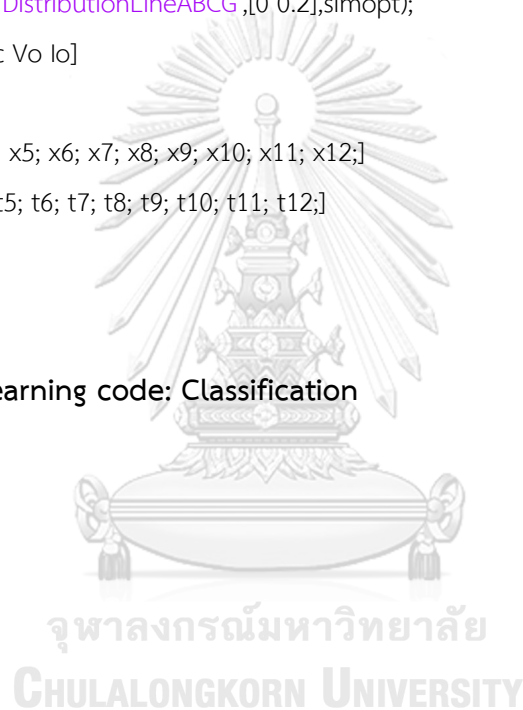 DistributionLineABCG',[0 0.2],simopt);
c Vo Io]
x5; x6; x7; x8; x9; x10; x11; x12;]
t5; t6; t7; t8; t9; t10; t11; t12;]
earning code: Classification
จุฬาลงกรณ์มหาวิทยาลัย
CHULALONGKORN UNIVERSITY